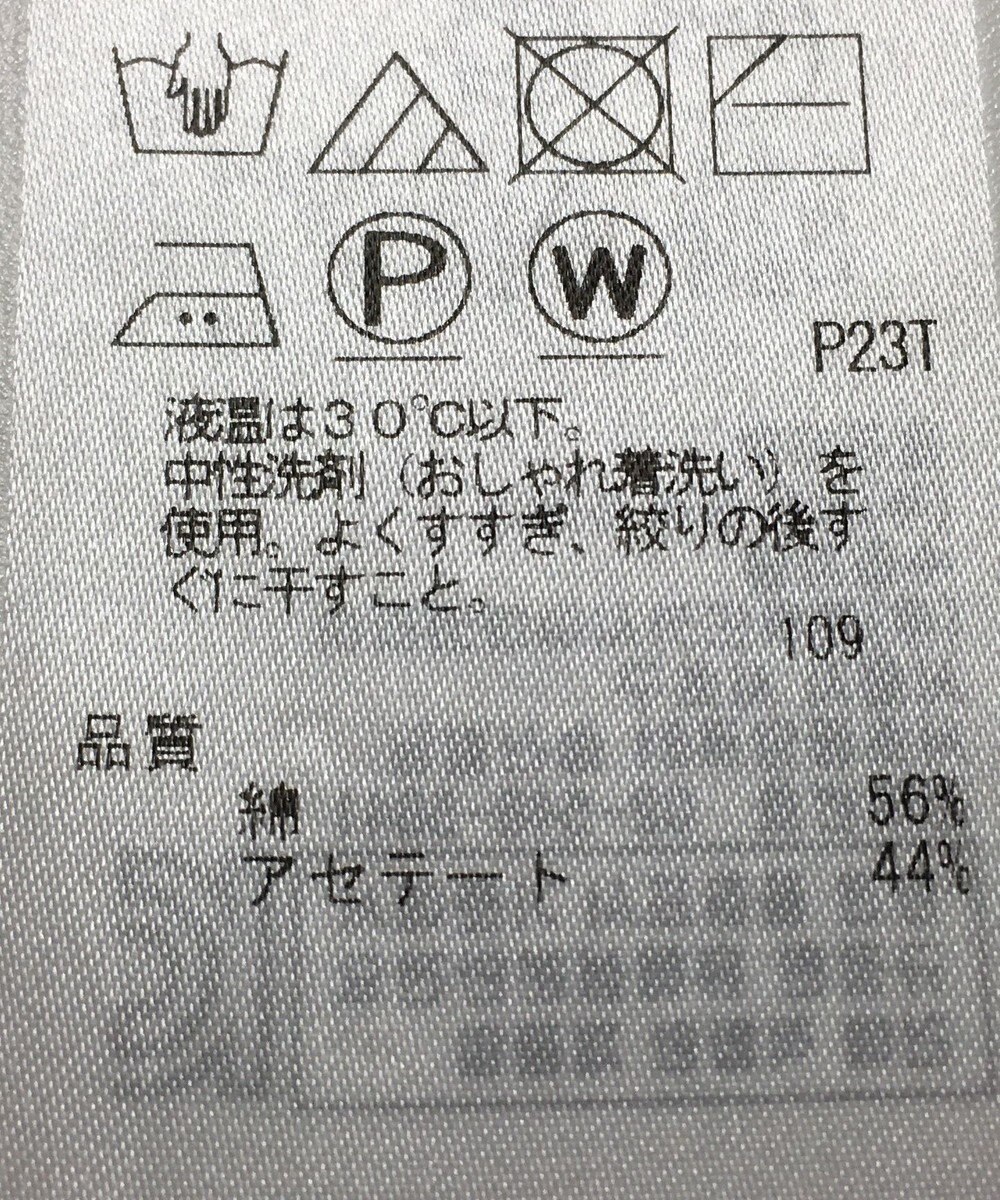 P W
P23T
液温は30℃以下。
中性洗剤（おしゃれ着洗い）を
使用。よくすすぎ、絞りの後す
ぐに干すこと。
109
品質
綿 56%
アセテート 44%